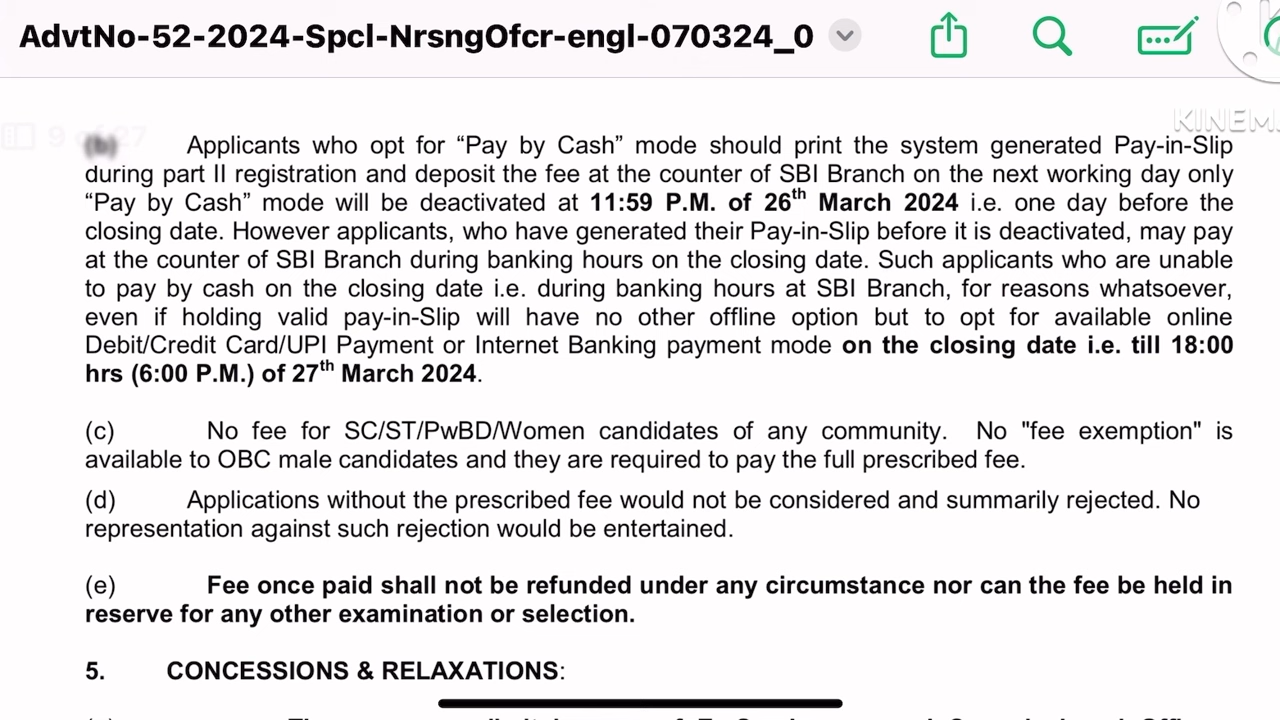 AdvtNo-52-2024-Spcl-NrsngOfcr-engl-070324_0
KINEM
9 of 27
(b) Applicants who opt for “Pay by Cash” mode should print the system generated Pay-in-Slip
during part II registration and deposit the fee at the counter of SBI Branch on the next working day only
“Pay by Cash” mode will be deactivated at 11:59 P.M. of 26th March 2024 i.e. one day before the
closing date. However applicants, who have generated their Pay-in-Slip before it is deactivated, may pay
at the counter of SBI Branch during banking hours on the closing date. Such applicants who are unable
to pay by cash on the closing date i.e. during banking hours at SBI Branch, for reasons whatsoever,
even if holding valid pay-in-Slip will have no other offline option but to opt for available online
Debit/Credit Card/UPI Payment or Internet Banking payment mode on the closing date i.e. till 18:00
hrs (6:00 P.M.) of 27th March 2024.
(c) No fee for SC/ST/PwBD/Women candidates of any community. No "fee exemption" is
available to OBC male candidates and they are required to pay the full prescribed fee.
(d) Applications without the prescribed fee would not be considered and summarily rejected. No
representation against such rejection would be entertained.
(e) Fee once paid shall not be refunded under any circumstance nor can the fee be held in
reserve for any other examination or selection.
5. CONCESSIONS & RELAXATIONS: